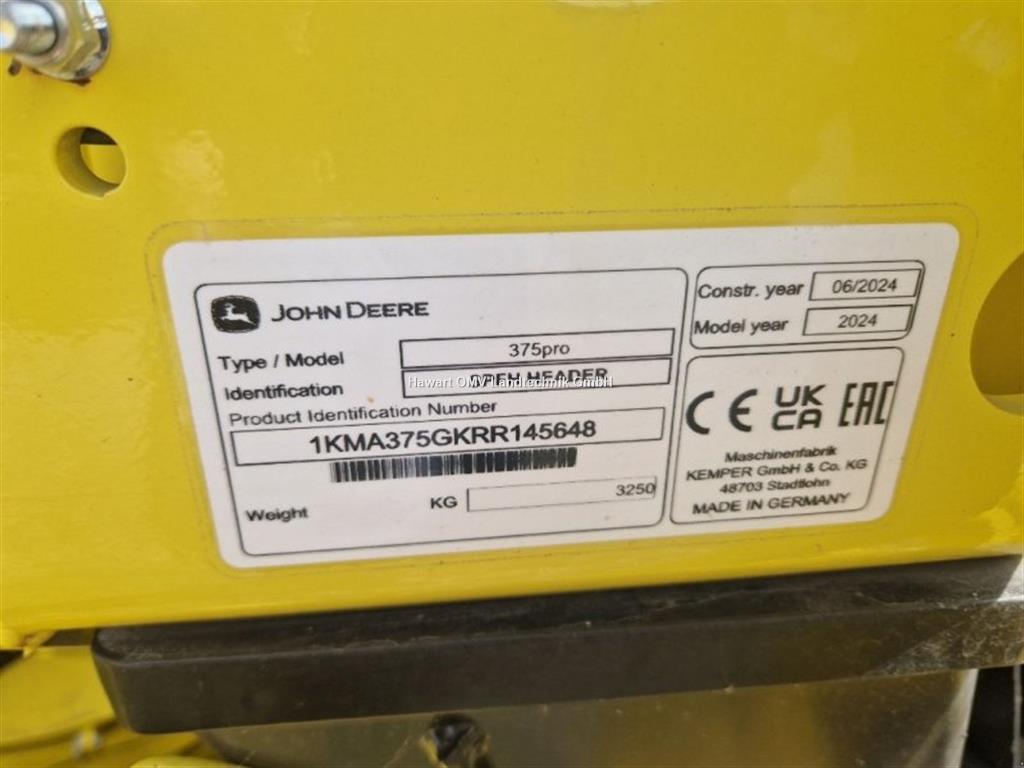 JOHN DEERE
Type / Model 375pro
Identification OPEN HEADER
Hawart OMV Landtechnik GmbH
Product Identification Number
1KMA375GKRR145648
Weight KG 3250
Constr. year 06/2024
Model year 2024
CE UK CA EAC
Maschinenfabrik
KEMPER GmbH & Co. KG
48703 Stadtlohn
MADE IN GERMANY